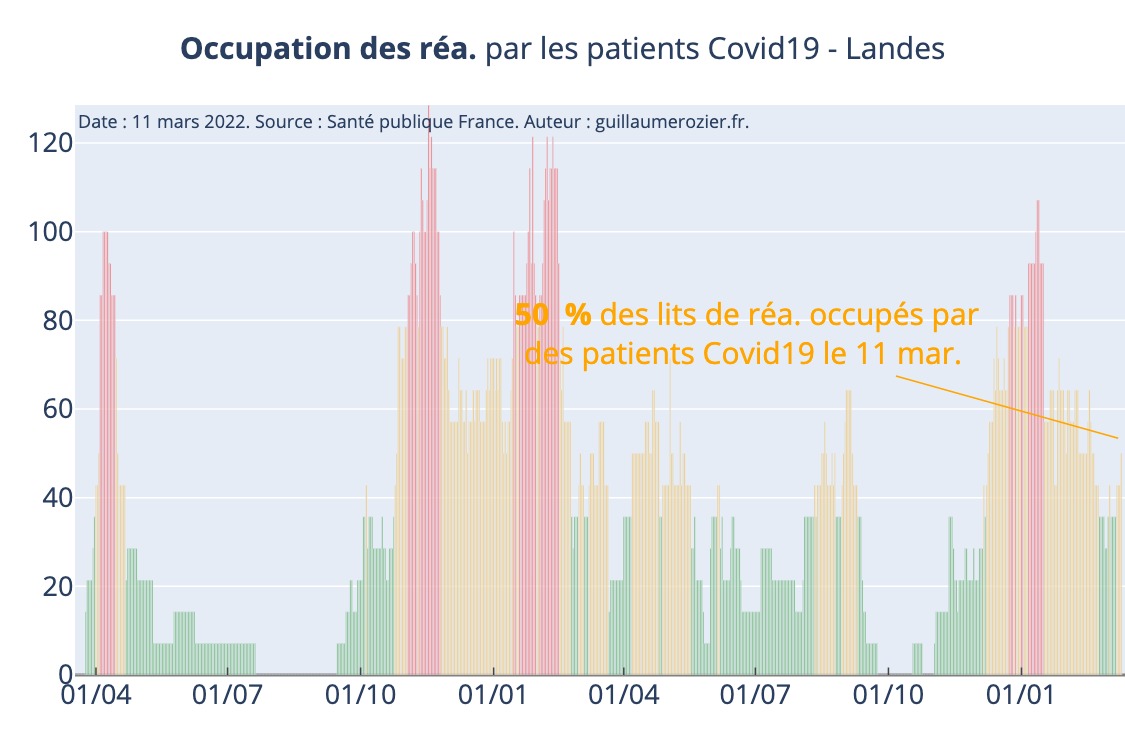 Occupation des réa. par les patients Covid19 - Landes
Date : 11 mars 2022. Source : Santé publique France. Auteur : guillaumerozier.fr.
120
100
80
60
40
20
0
50 % des lits de réa. occupés par
des patients Covid19 le 11 mar.
01/04 01/07 01/10 01/01 01/04 01/07 01/10 01/01